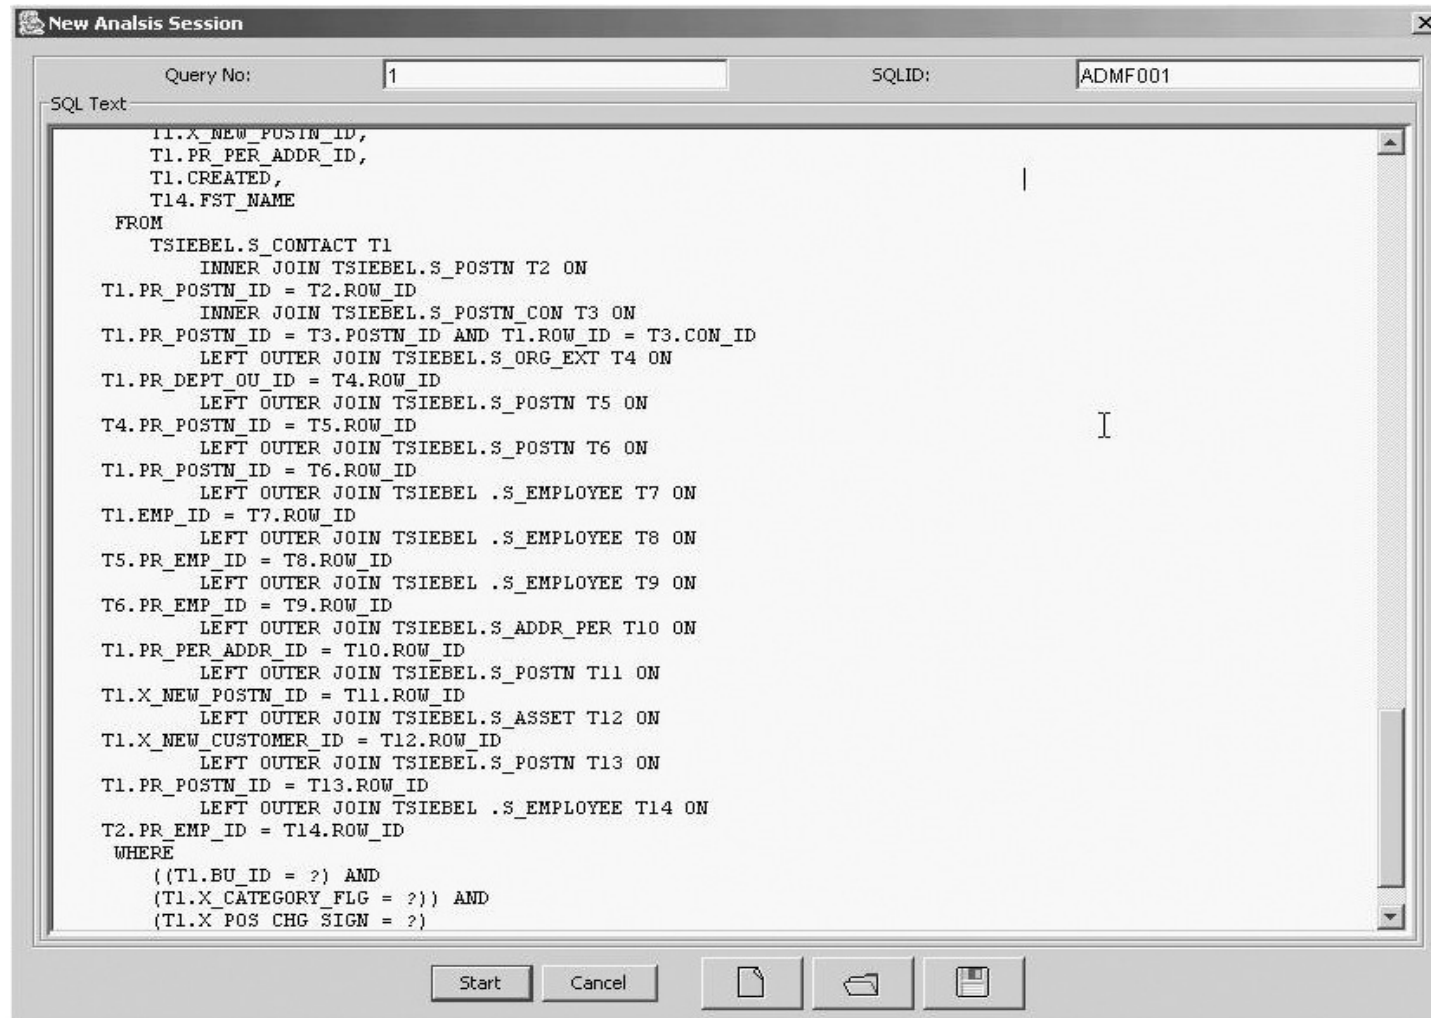 New Analsis Session
Query No: 1 SQLID: ADMF001
SQL Text
T1.X_NEW_POSTN_ID,
T1.PR_PER_ADDR_ID,
T1.CREATED,
T14.FST_NAME
FROM
TSIEBEL.S_CONTACT T1
INNER JOIN TSIEBEL.S_POSTN T2 ON
T1.PR_POSTN_ID = T2.ROW_ID
INNER JOIN TSIEBEL.S_POSTN_CON T3 ON
T1.PR_POSTN_ID = T3.POSTN_ID AND T1.ROW_ID = T3.CON_ID
LEFT OUTER JOIN TSIEBEL.S_ORG_EXT T4 ON
T1.PR_DEPT_OU_ID = T4.ROW_ID
LEFT OUTER JOIN TSIEBEL.S_POSTN T5 ON
T4.PR_POSTN_ID = T5.ROW_ID
LEFT OUTER JOIN TSIEBEL.S_POSTN T6 ON
T1.PR_POSTN_ID = T6.ROW_ID
LEFT OUTER JOIN TSIEBEL .S_EMPLOYEE T7 ON
T1.EMP_ID = T7.ROW_ID
LEFT OUTER JOIN TSIEBEL .S_EMPLOYEE T8 ON
T5.PR_EMP_ID = T8.ROW_ID
LEFT OUTER JOIN TSIEBEL .S_EMPLOYEE T9 ON
T6.PR_EMP_ID = T9.ROW_ID
LEFT OUTER JOIN TSIEBEL.S_ADDR_PER T10 ON
T1.PR_PER_ADDR_ID = T10.ROW_ID
LEFT OUTER JOIN TSIEBEL.S_POSTN T11 ON
T1.X_NEW_POSTN_ID = T11.ROW_ID
LEFT OUTER JOIN TSIEBEL.S_ASSET T12 ON
T1.X_NEW_CUSTOMER_ID = T12.ROW_ID
LEFT OUTER JOIN TSIEBEL.S_POSTN T13 ON
T1.PR_POSTN_ID = T13.ROW_ID
LEFT OUTER JOIN TSIEBEL .S_EMPLOYEE T14 ON
T2.PR_EMP_ID = T14.ROW_ID
WHERE
((T1.BU_ID = ?) AND
(T1.X_CATEGORY_FLG = ?)) AND
(T1.X_POS_CHG_SIGN = ?)
Start Cancel